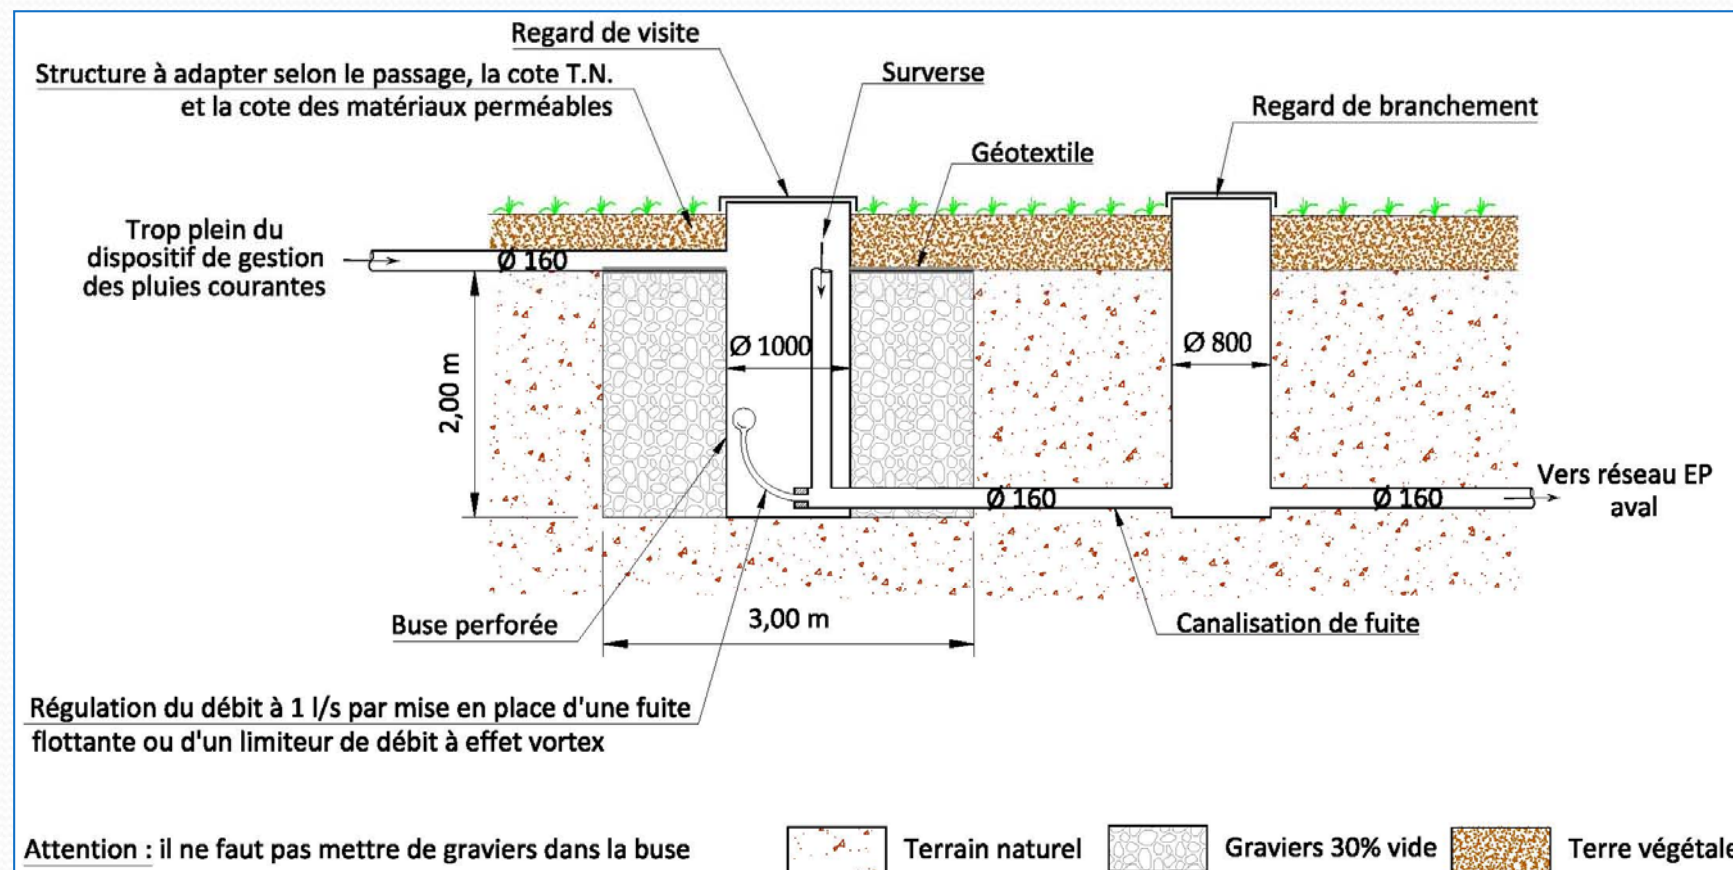 Regard de visite
Structure à adapter selon le passage, la cote T.N.
et la cote des matériaux perméables
Surverse
Regard de branchement
Géotextile
Trop plein du
dispositif de gestion
des pluies courantes
Ø 160
Ø 1000
Ø 800
2,00 m
Vers réseau EP
aval
Ø 160
Ø 160
Buse perforée
3,00 m
Canalisation de fuite
Régulation du débit à 1 l/s par mise en place d'une fuite
flottante ou d'un limiteur de débit à effet vortex
Attention : il ne faut pas mettre de graviers dans la buse
Terrain naturel
Graviers 30% vide
Terre végétale